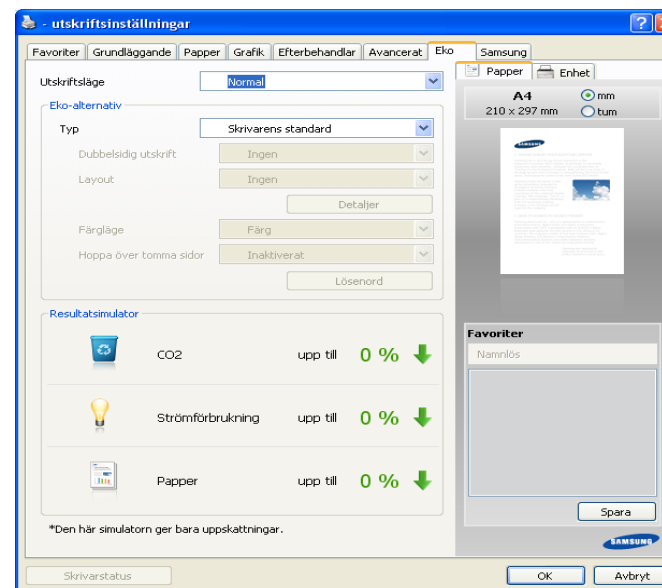 - utskriftsinställningar
Favoriter Grundläggande Papper Grafik Efterbehandlar Avancerat Eko Samsung
Utskriftsläge Normal
Eko-alternativ
Typ Skrivarens standard
Dubbelsidig utskrift Ingen
Layout Ingen
Detaljer
Färgläge Färg
Hoppa över tomma sidor Inaktiverat
Lösenord
Resultatsimulator
CO2 upp till 0 %
Strömförbrukning upp till 0 %
Papper upp till 0 %
*Den här simulatorn ger bara uppskattningar.
Skrivarstatus
Papper Enhet
A4 mm
210 x 297 mm tum
SAMSUNG
Favoriter
Namnlös
Spara
SAMSUNG
OK Avbryt